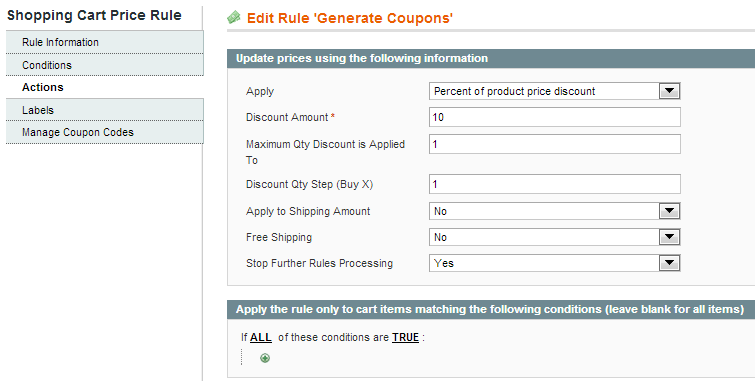 Shopping Cart Price Rule
Rule Information
Conditions
Actions
Labels
Manage Coupon Codes
Edit Rule 'Generate Coupons'
Update prices using the following information
Apply Percent of product price discount
Discount Amount * 10
Maximum Qty Discount is Applied To 1
Discount Qty Step (Buy X) 1
Apply to Shipping Amount No
Free Shipping No
Stop Further Rules Processing Yes
Apply the rule only to cart items matching the following conditions (leave blank for all items)
If ALL of these conditions are TRUE :